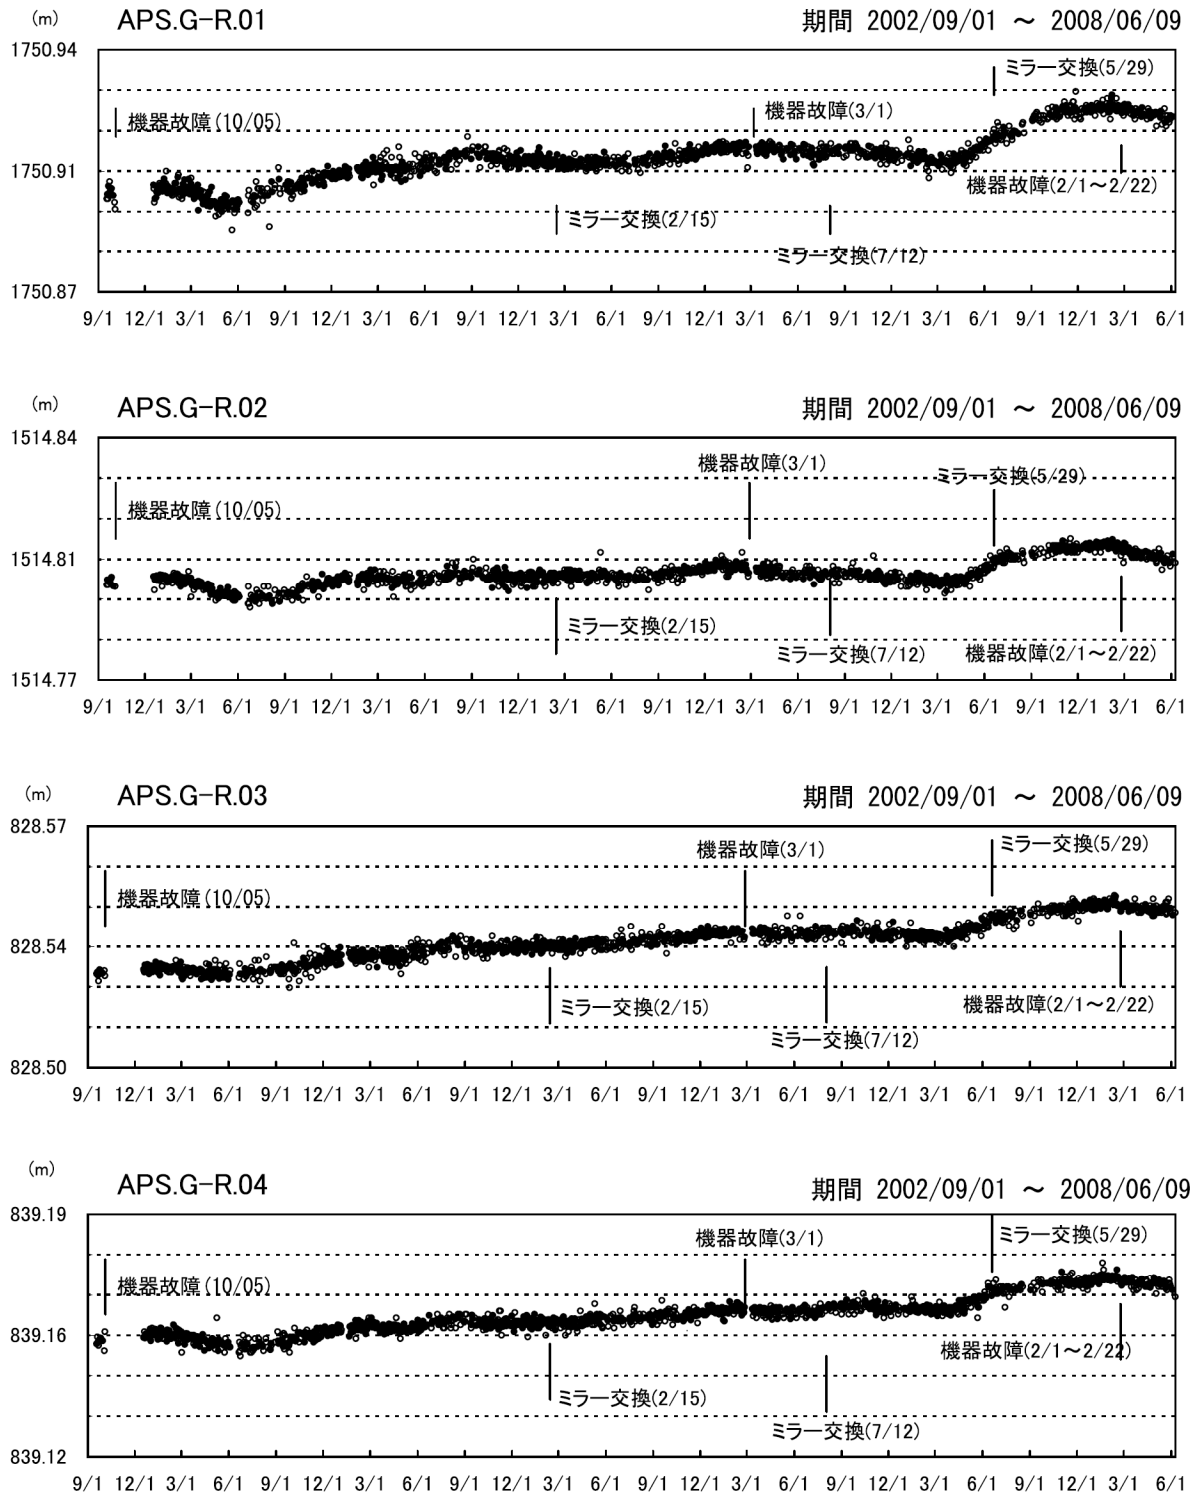 (m) APS.G-R.01 期間 2002/09/01 ～ 2008/06/09
1750.94
ミラー交換(5/29)
機器故障(10/05) 機器故障(3/1)
1750.91
機器故障(2/1～2/22)
ミラー交換(2/15)
ミラー交換(7/12)
1750.87
9/1 12/1 3/1 6/1 9/1 12/1 3/1 6/1 9/1 12/1 3/1 6/1 9/1 12/1 3/1 6/1 9/1 12/1 3/1 6/1 9/1 12/1 3/1 6/1
(m) APS.G-R.02 期間 2002/09/01 ～ 2008/06/09
1514.84
機器故障(3/1)
ミラー交換(5/29)
機器故障(10/05)
1514.81
ミラー交換(2/15)
ミラー交換(7/12) 機器故障(2/1～2/22)
1514.77
9/1 12/1 3/1 6/1 9/1 12/1 3/1 6/1 9/1 12/1 3/1 6/1 9/1 12/1 3/1 6/1 9/1 12/1 3/1 6/1 9/1 12/1 3/1 6/1
(m) APS.G-R.03 期間 2002/09/01 ～ 2008/06/09
828.57
機器故障(3/1) ミラー交換(5/29)
機器故障(10/05)
828.54
ミラー交換(2/15) 機器故障(2/1～2/22)
ミラー交換(7/12)
828.50
9/1 12/1 3/1 6/1 9/1 12/1 3/1 6/1 9/1 12/1 3/1 6/1 9/1 12/1 3/1 6/1 9/1 12/1 3/1 6/1 9/1 12/1 3/1 6/1
(m) APS.G-R.04 期間 2002/09/01 ～ 2008/06/09
839.19
機器故障(3/1) ミラー交換(5/29)
機器故障(10/05)
839.16
機器故障(2/1～2/22)
ミラー交換(2/15)
ミラー交換(7/12)
839.12
9/1 12/1 3/1 6/1 9/1 12/1 3/1 6/1 9/1 12/1 3/1 6/1 9/1 12/1 3/1 6/1 9/1 12/1 3/1 6/1 9/1 12/1 3/1 6/1